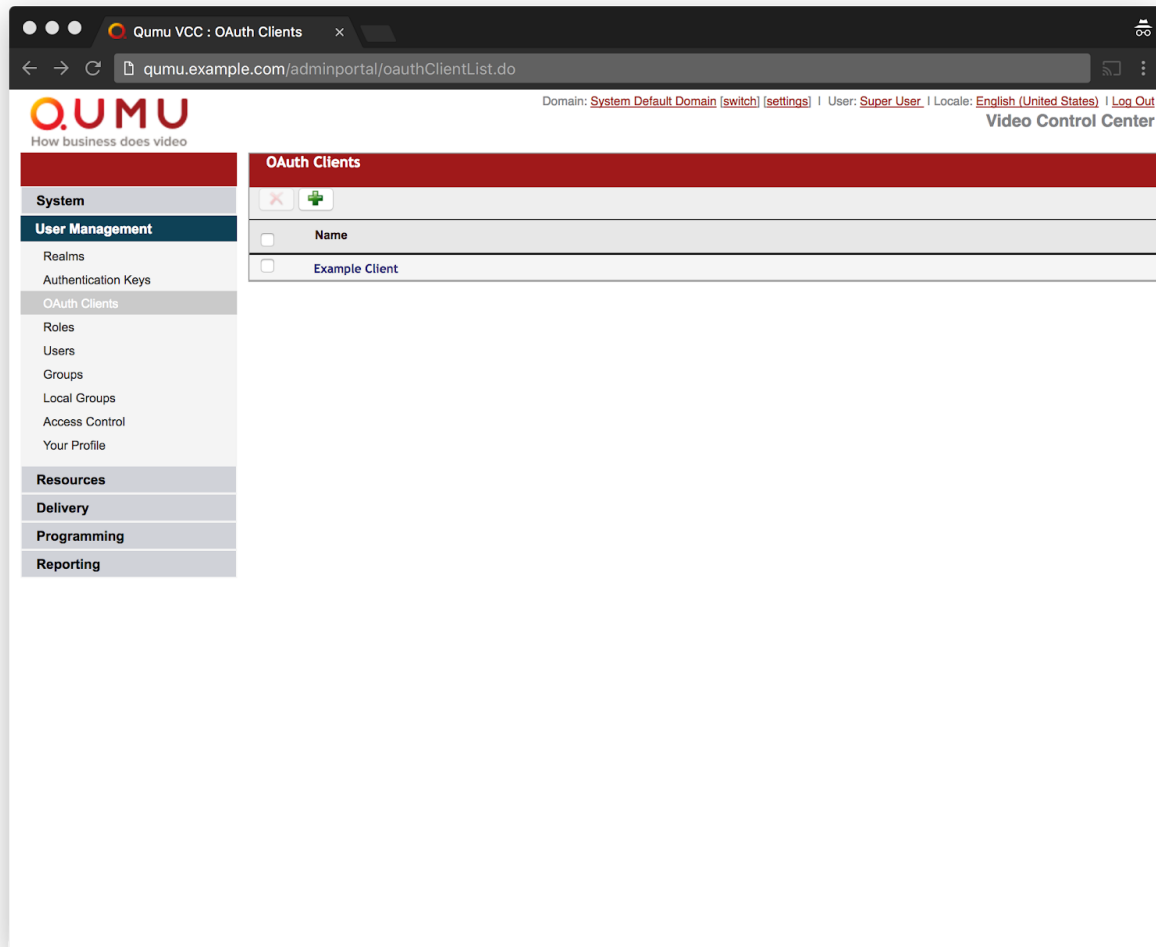 Qumu VCC : OAuth Clients
qumu.example.com/adminportal/oauthClientList.do
QUMU
How business does video
Domain: System Default Domain [switch] [settings] | User: Super User | Locale: English (United States) | Log Out
Video Control Center
OAuth Clients
System
User Management
Realms
Authentication Keys
OAuth Clients
Roles
Users
Groups
Local Groups
Access Control
Your Profile
Resources
Delivery
Programming
Reporting
Name
Example Client